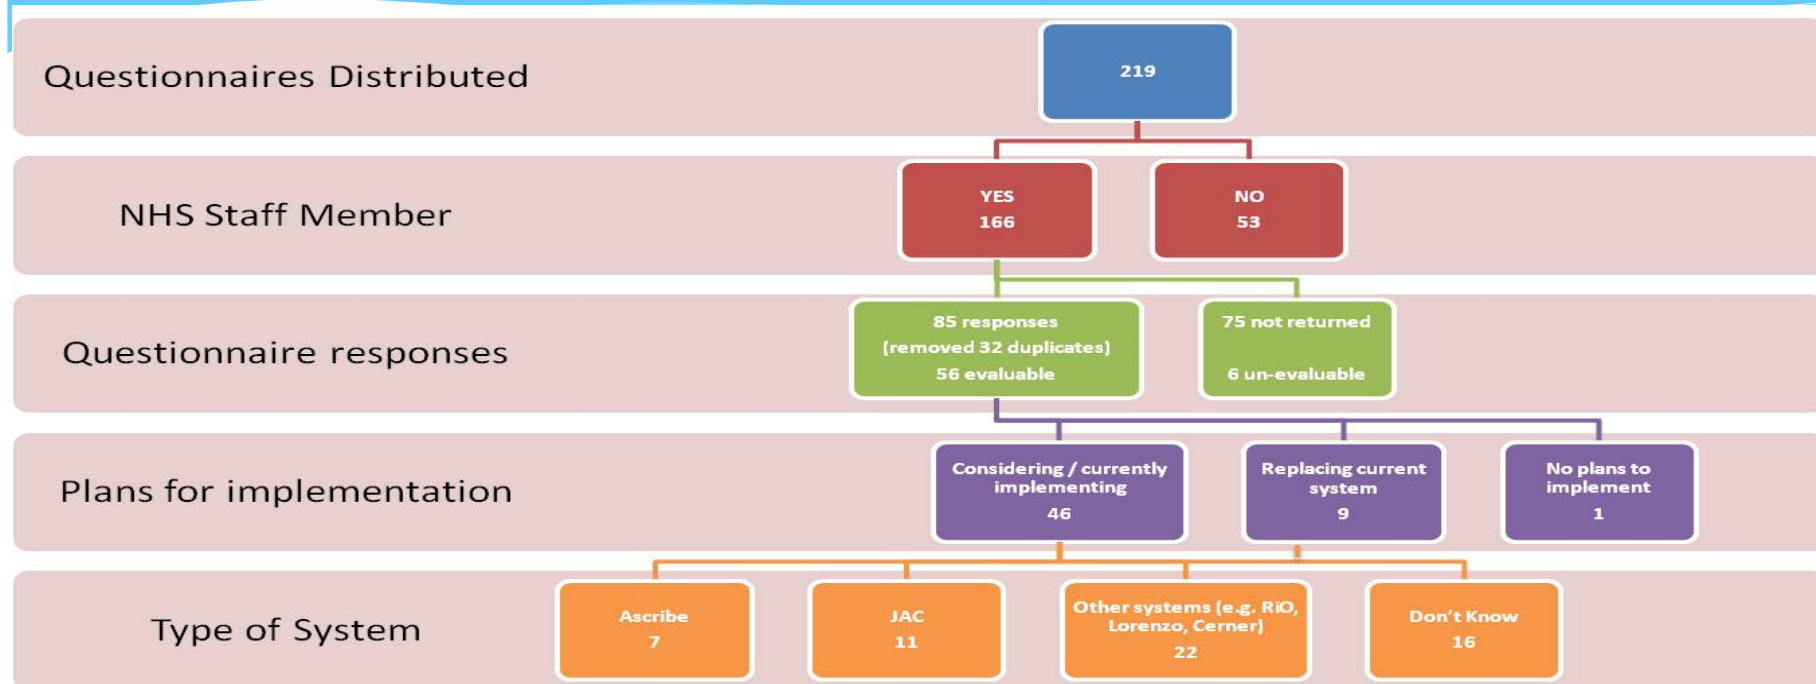 Questionnaires Distributed
219
NHS Staff Member
YES
166
NO
53
Questionnaire responses
85 responses
(removed 32 duplicates)
56 evaluable
75 not returned
6 un-evaluable
Plans for implementation
Considering / currently
implementing
46
Replacing current
system
9
No plans to
implement
1
Type of System
Ascribe
7
JAC
11
Other systems (e.g. RiO,
Lorenzo, Cerner)
22
Don't Know
16